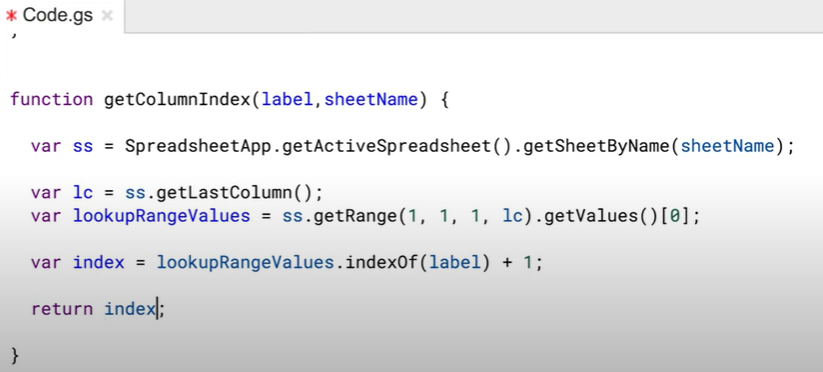 * Code.gs ×
function getColumnIndex(label,sheetName) {
var ss = SpreadsheetApp.getActiveSpreadsheet().getSheetByName(sheetName);
var lc = ss.getLastColumn();
var lookupRangeValues = ss.getRange(1, 1, 1, lc).getValues()[0];
var index = lookupRangeValues.indexOf(label) + 1;
return index;
}